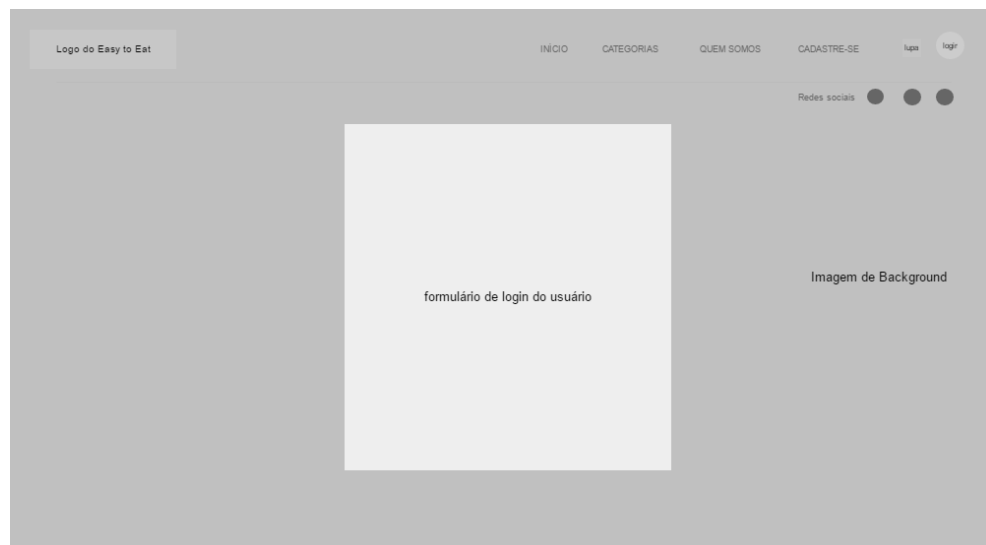 Logo do Easy to Eat
INÍCIO
CATEGORIAS
QUEM SOMOS
CADASTRE-SE
lupa
login
Redes sociais
Imagem de Background
formulário de login do usuário